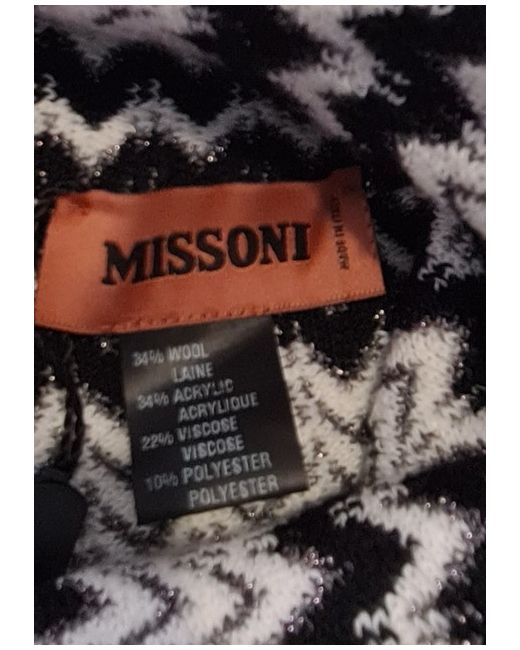 MISSONI
MADE IN ITALY
34% WOOL
LAINE
34% ACRYLIC
ACRYLIQUE
22% VISCOSE
VISCOSE
10% POLYESTER
POLYESTER